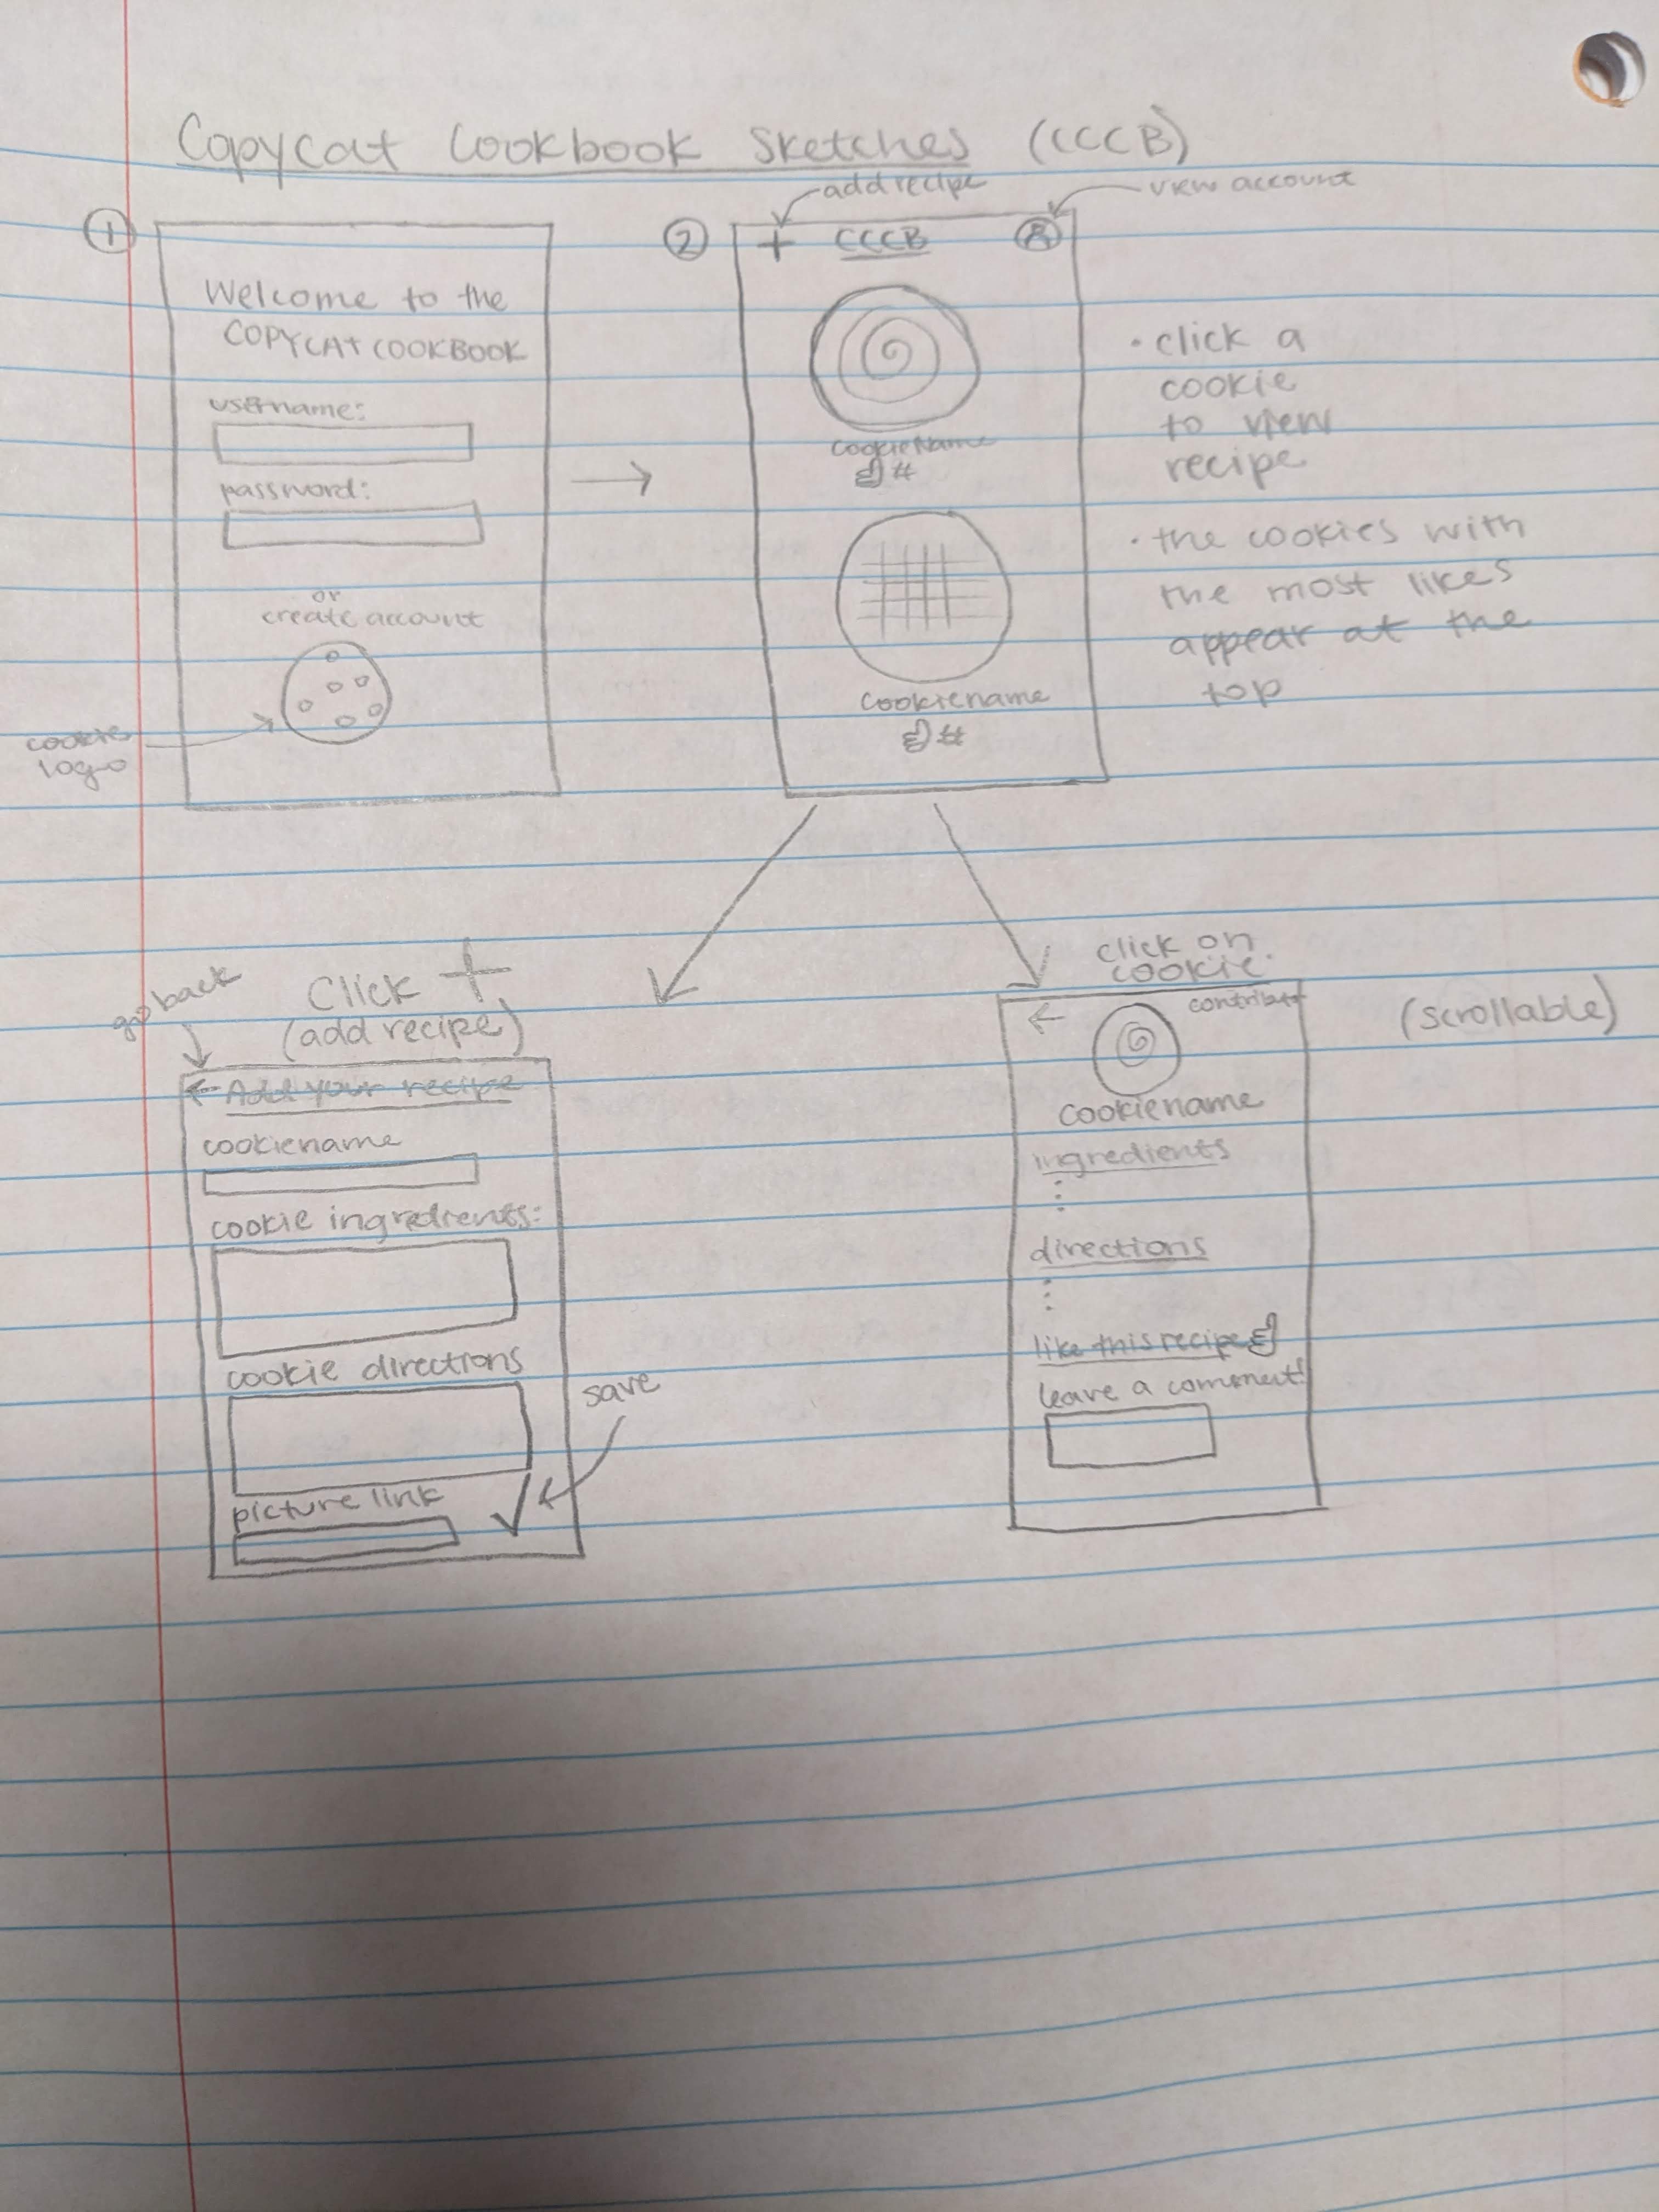 Copycat Cookbook Sketches (CCCB)
add recipe
view account
1
Welcome to the
COPYCAT COOKBOOK
username:
password:
or
create account
cookie
logo
2
+ CCCB
cookieName
#
cookiename
#
• click a
cookie
to view
recipe
• the cookies with
the most likes
appear at the
top
go back
Click +
(add recipe)
← Add your recipe
cookiename
cookie ingredients:
cookie directions
picture link
save
click on
cookie.
(scrollable)
←
cookiename
ingredients
directions
like this recipe
leave a comment!